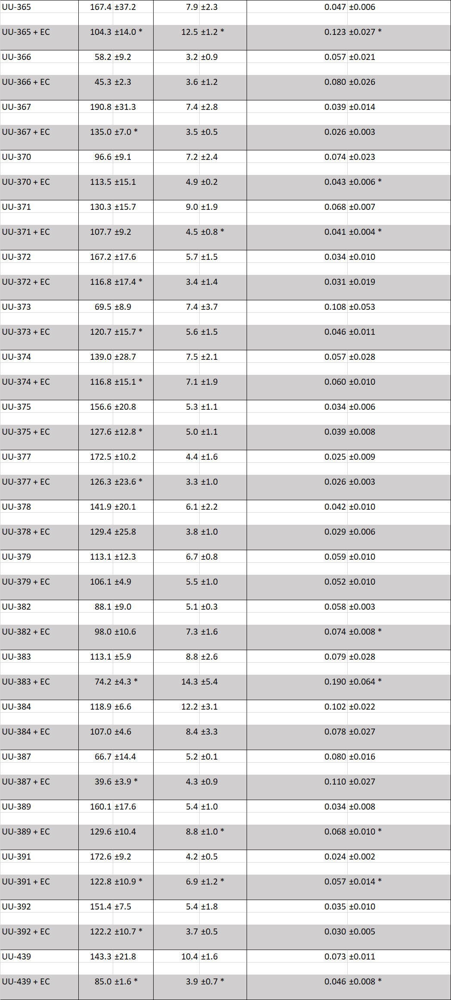 UU-365 167.4 ±37.2 7.9 ±2.3 0.047 ±0.006
UU-365 + EC 104.3 ±14.0 * 12.5 ±1.2 * 0.123 ±0.027 *
UU-366 58.2 ±9.2 3.2 ±0.9 0.057 ±0.021
UU-366 + EC 45.3 ±2.3 3.6 ±1.2 0.080 ±0.026
UU-367 190.8 ±31.3 7.4 ±2.8 0.039 ±0.014
UU-367 + EC 135.0 ±7.0 * 3.5 ±0.5 0.026 ±0.003
UU-370 96.6 ±9.1 7.2 ±2.4 0.074 ±0.023
UU-370 + EC 113.5 ±15.1 4.9 ±0.2 0.043 ±0.006 *
UU-371 130.3 ±15.7 9.0 ±1.9 0.068 ±0.007
UU-371 + EC 107.7 ±9.2 4.5 ±0.8 * 0.041 ±0.004 *
UU-372 167.2 ±17.6 5.7 ±1.5 0.034 ±0.010
UU-372 + EC 116.8 ±17.4 * 3.4 ±1.4 0.031 ±0.019
UU-373 69.5 ±8.9 7.4 ±3.7 0.108 ±0.053
UU-373 + EC 120.7 ±15.7 * 5.6 ±1.5 0.046 ±0.011
UU-374 139.0 ±28.7 7.5 ±2.1 0.057 ±0.028
UU-374 + EC 116.8 ±15.1 * 7.1 ±1.9 0.060 ±0.010
UU-375 156.6 ±20.8 5.3 ±1.1 0.034 ±0.006
UU-375 + EC 127.6 ±12.8 * 5.0 ±1.1 0.039 ±0.008
UU-377 172.5 ±10.2 4.4 ±1.6 0.025 ±0.009
UU-377 + EC 126.3 ±23.6 * 3.3 ±1.0 0.026 ±0.003
UU-378 141.9 ±20.1 6.1 ±2.2 0.042 ±0.010
UU-378 + EC 129.4 ±25.8 3.8 ±1.0 0.029 ±0.006
UU-379 113.1 ±12.3 6.7 ±0.8 0.059 ±0.010
UU-379 + EC 106.1 ±4.9 5.5 ±1.0 0.052 ±0.010
UU-382 88.1 ±9.0 5.1 ±0.3 0.058 ±0.003
UU-382 + EC 98.0 ±10.6 7.3 ±1.6 0.074 ±0.008 *
UU-383 113.1 ±5.9 8.8 ±2.6 0.079 ±0.028
UU-383 + EC 74.2 ±4.3 * 14.3 ±5.4 0.190 ±0.064 *
UU-384 118.9 ±6.6 12.2 ±3.1 0.102 ±0.022
UU-384 + EC 107.0 ±4.6 8.4 ±3.3 0.078 ±0.027
UU-387 66.7 ±14.4 5.2 ±0.1 0.080 ±0.016
UU-387 + EC 39.6 ±3.9 * 4.3 ±0.9 0.110 ±0.027
UU-389 160.1 ±17.6 5.4 ±1.0 0.034 ±0.008
UU-389 + EC 129.6 ±10.4 8.8 ±1.0 * 0.068 ±0.010 *
UU-391 172.6 ±9.2 4.2 ±0.5 0.024 ±0.002
UU-391 + EC 122.8 ±10.9 * 6.9 ±1.2 * 0.057 ±0.014 *
UU-392 151.4 ±7.5 5.4 ±1.8 0.035 ±0.010
UU-392 + EC 122.2 ±10.7 * 3.7 ±0.5 0.030 ±0.005
UU-439 143.3 ±21.8 10.4 ±1.6 0.073 ±0.011
UU-439 + EC 85.0 ±1.6 * 3.9 ±0.7 * 0.046 ±0.008 *